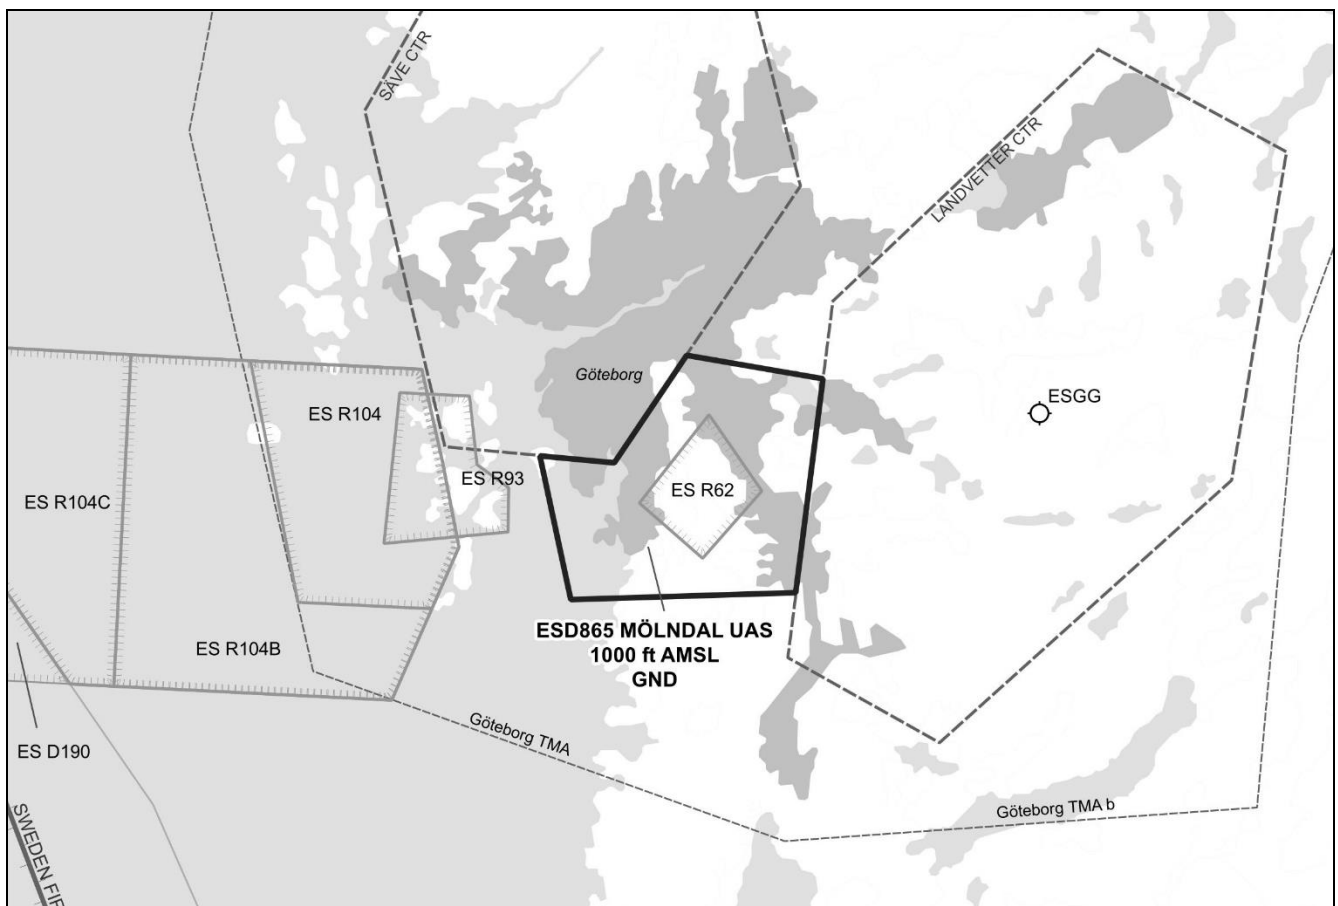 SÄVE CTR
LANDVETTER CTR
Göteborg
ESGG
ES R104
ES R93
ES R62
ES R104C
ESD865 MÖLNDAL UAS
1000 ft AMSL
GND
ES R104B
Göteborg TMA
ES D190
Göteborg TMA b
SWEDEN FIR